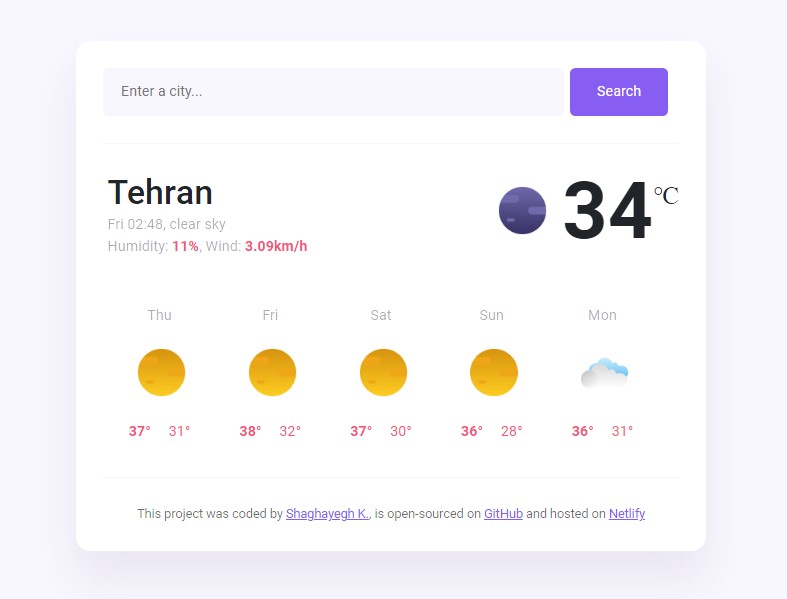 Enter a city...
Search
Tehran
34 °C
Fri 02:48, clear sky
Humidity: 11%, Wind: 3.09km/h
Thu Fri Sat Sun Mon
37° 31° 38° 32° 37° 30° 36° 28° 36° 31°
This project was coded by Shaghayegh K., is open-sourced on GitHub and hosted on Netlify